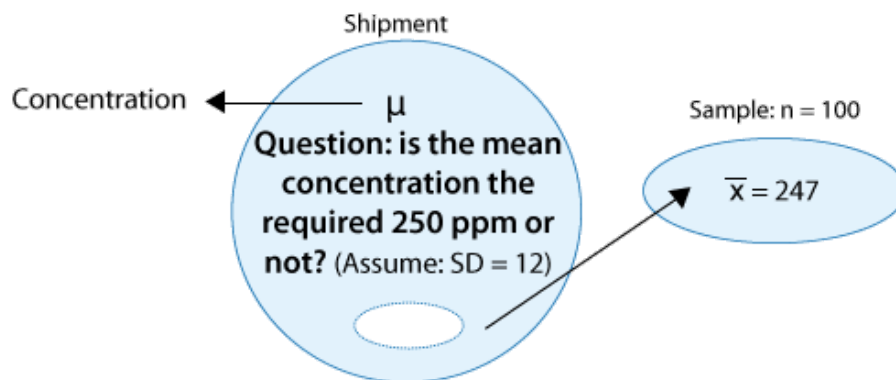 Shipment
Concentration
μ
Question: is the mean
concentration the
required 250 ppm or
not? (Assume: SD = 12)
Sample: n = 100
x̅ = 247